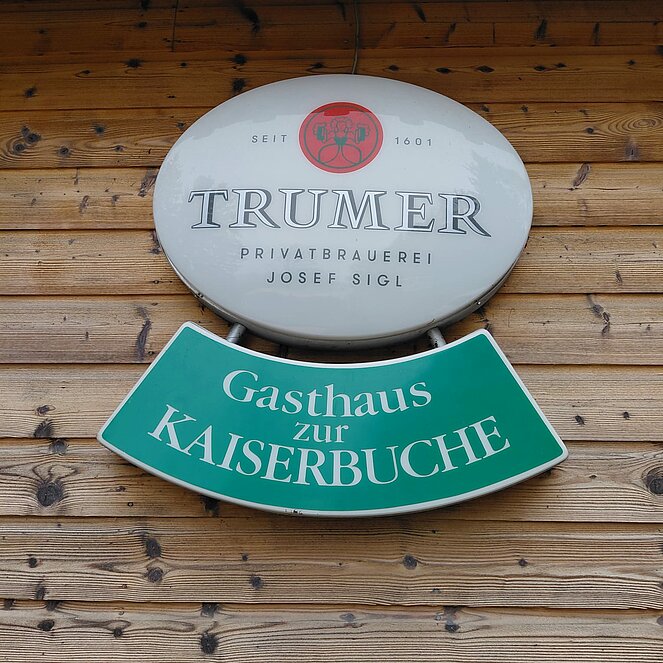 SEIT 1601
TRUMER
PRIVATBRAUEREI
JOSEF SIGL
Gasthaus
zur
KAISERBUCHE